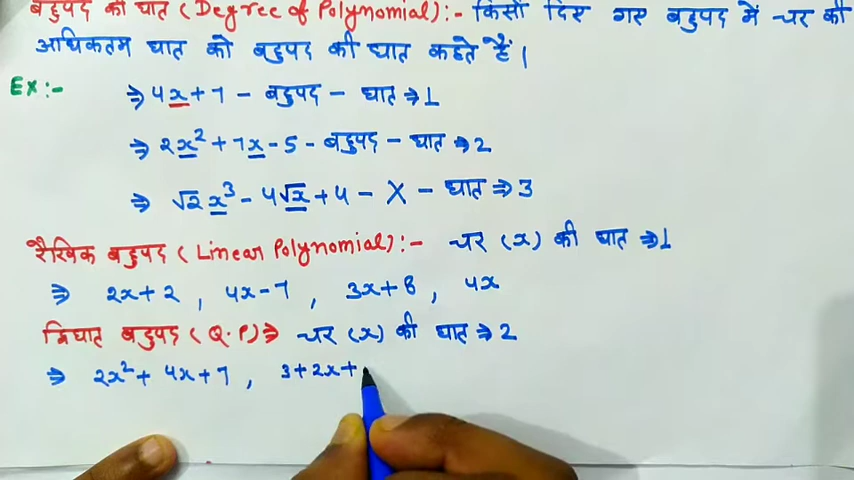 बहुपद की घात (Degree of Polynomial):- किसी दिए गए बहुपद में चर की
अधिकतम घात को बहुपद की घात कहते हैं।
Ex:- ⇒ 4x+7 - बहुपद - घात ⇒ 1
⇒ 2x²+7x-5 - बहुपद - घात ⇒ 2
⇒ √2x³-4√x+4 - X - घात ⇒ 3
रैखिक बहुपद (Linear Polynomial):- चर (x) की घात ⇒ 1
⇒ 2x+2, 4x-7, 3x+8, 4x
द्विघात बहुपद (Q.P) ⇒ चर (x) की घात ⇒ 2
⇒ 2x²+4x+7, 3+2x+